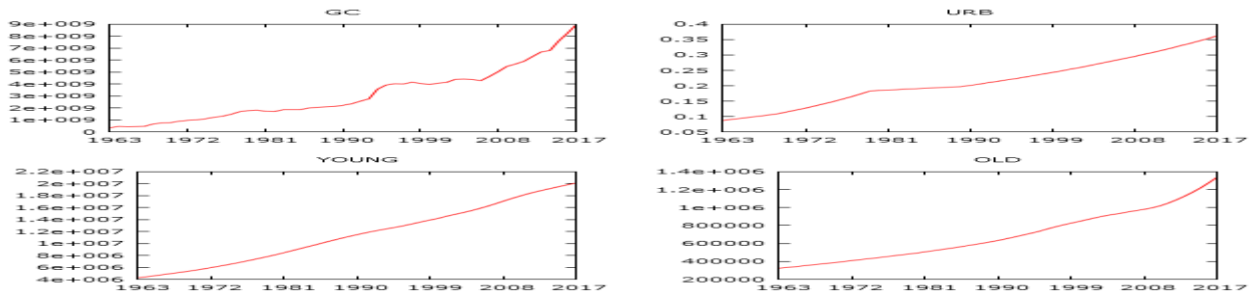 GC
9e+009
8e+009
7e+009
6e+009
5e+009
4e+009
3e+009
2e+009
1e+009
0
1963 1972 1981 1990 1999 2008 2017
URB
0.4
0.35
0.3
0.25
0.2
0.15
0.1
0.05
1963 1972 1981 1990 1999 2008 2017
YOUNG
2.2e+007
2e+007
1.8e+007
1.6e+007
1.4e+007
1.2e+007
1e+007
8e+006
6e+006
4e+006
1963 1972 1981 1990 1999 2008 2017
OLD
1.4e+006
1.2e+006
1e+006
800000
600000
400000
200000
1963 1972 1981 1990 1999 2008 2017